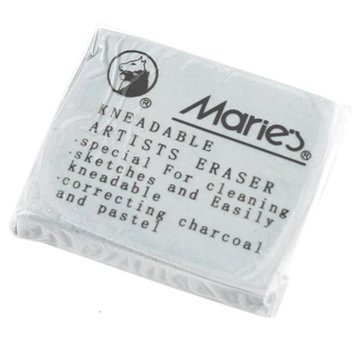 ®
Marie's®
KNEADABLE
ARTISTS ERASER
.special For cleaning
sketches and Easily
.kneadable
.correcting charcoal
and pastel